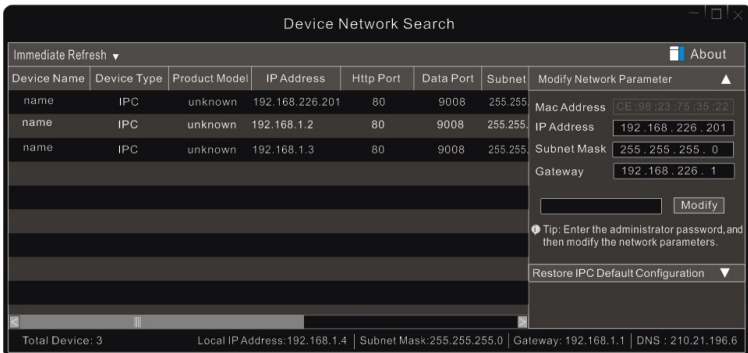 Device Network Search
Immediate Refresh ▼
About
Device Name Device Type Product Model IP Address Http Port Data Port Subnet
name IPC unknown 192.168.226.201 80 9008 255.255.
name IPC unknown 192.168.1.2 80 9008 255.255.
name IPC unknown 192.168.1.3 80 9008 255.255.
Modify Network Parameter ▲
Mac Address CE:98:23:75:35:22
IP Address 192.168.226.201
Subnet Mask 255.255.255.0
Gateway 192.168.226.1
Modify
Tip: Enter the administrator password, and
then modify the network parameters.
Restore IPC Default Configuration ▼
Total Device: 3 Local IP Address:192.168.1.4 Subnet Mask:255.255.255.0 Gateway: 192.168.1.1 DNS : 210.21.196.6